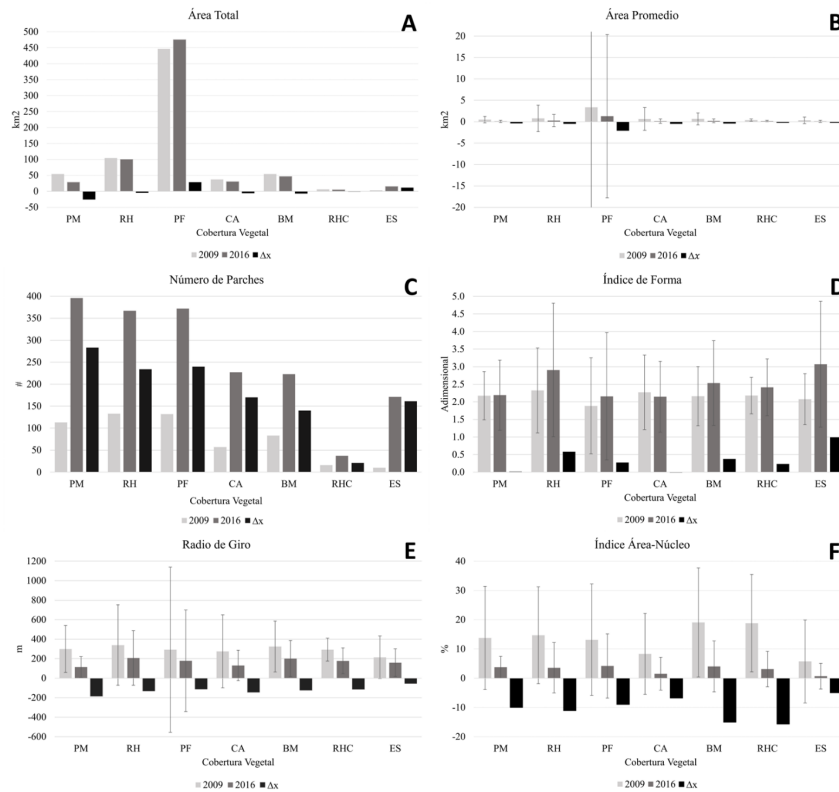 Área Total
A
km2
500
450
400
350
300
250
200
150
100
50
0
-50
PM RH PF CA BM RHC ES
Cobertura Vegetal
2009 2016 Δx
Área Promedio
B
km2
20
15
10
5
0
-5
-10
-15
-20
PM RH PF CA BM RHC ES
Cobertura Vegetal
2009 2016 Δx
Número de Parches
C
#
400
350
300
250
200
150
100
50
0
PM RH PF CA BM RHC ES
Cobertura Vegetal
2009 2016 Δx
Índice de Forma
D
Adimensional
5.0
4.5
4.0
3.5
3.0
2.5
2.0
1.5
1.0
0.5
0.0
PM RH PF CA BM RHC ES
Cobertura Vegetal
2009 2016 Δx
Radio de Giro
E
m
1200
1000
800
600
400
200
0
-200
-400
-600
PM RH PF CA BM RHC ES
Cobertura Vegetal
2009 2016 Δx
Índice Área-Núcleo
F
%
40
30
20
10
0
-10
-20
PM RH PF CA BM RHC ES
Cobertura Vegetal
2009 2016 Δx